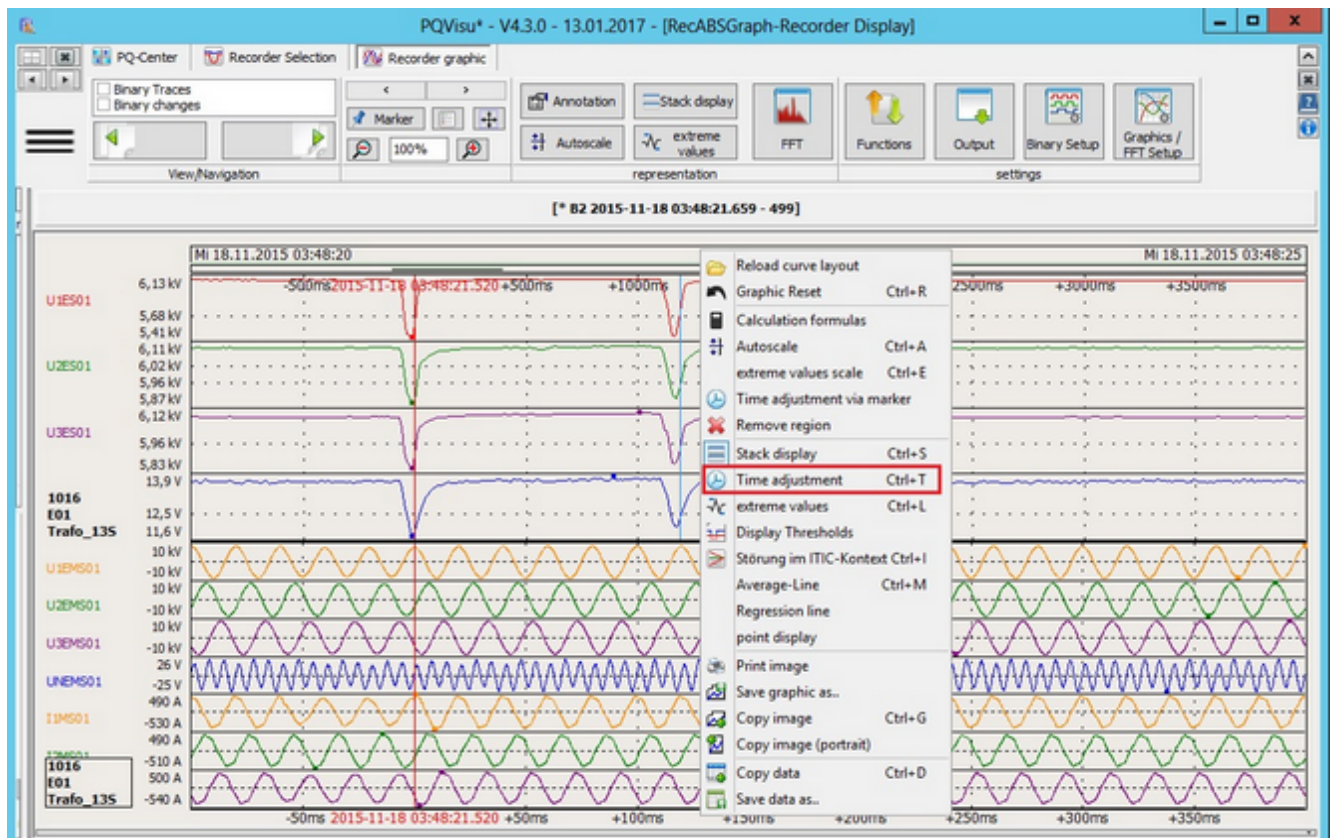 PQVisu* - V4.3.0 - 13.01.2017 - [RecABSGraph-Recorder Display]
PQ-Center Recorder Selection Recorder graphic
Binary Traces
Binary changes
< >
Marker
100%
View/Navigation
Annotation Stack display
Autoscale extreme values
FFT
representation
Functions Output Binary Setup Graphics / FFT Setup
settings
[* B2 2015-11-18 03:48:21.659 - 499]
Mi 18.11.2015 03:48:20 Mi 18.11.2015 03:48:25
-500ms 2015-11-18 03:48:21.520 +500ms +1000ms 2500ms +3000ms +3500ms
U1ES01
6,13 kV
5,68 kV
5,41 kV
U2ES01
6,11 kV
6,02 kV
5,96 kV
5,87 kV
U3ES01
6,12 kV
5,96 kV
5,83 kV
1016
E01
Trafo_13S
13,9 V
12,5 V
11,6 V
U1EMS01
10 kV
-10 kV
U2EMS01
10 kV
-10 kV
U3EMS01
10 kV
-10 kV
UNEMS01
26 V
-25 V
I1MS01
490 A
-530 A
I2MS01
490 A
-510 A
1016
E01
Trafo_13S
500 A
-540 A
-50ms 2015-11-18 03:48:21.520 +50ms +100ms +150ms +200ms +250ms +300ms +350ms
Reload curve layout
Graphic Reset Ctrl+R
Calculation formulas
Autoscale Ctrl+A
extreme values scale Ctrl+E
Time adjustment via marker
Remove region
Stack display Ctrl+S
Time adjustment Ctrl+T
extreme values Ctrl+L
Display Thresholds
Störung im ITIC-Kontext Ctrl+I
Average-Line Ctrl+M
Regression line
point display
Print image
Save graphic as..
Copy image Ctrl+G
Copy image (portrait)
Copy data Ctrl+D
Save data as..